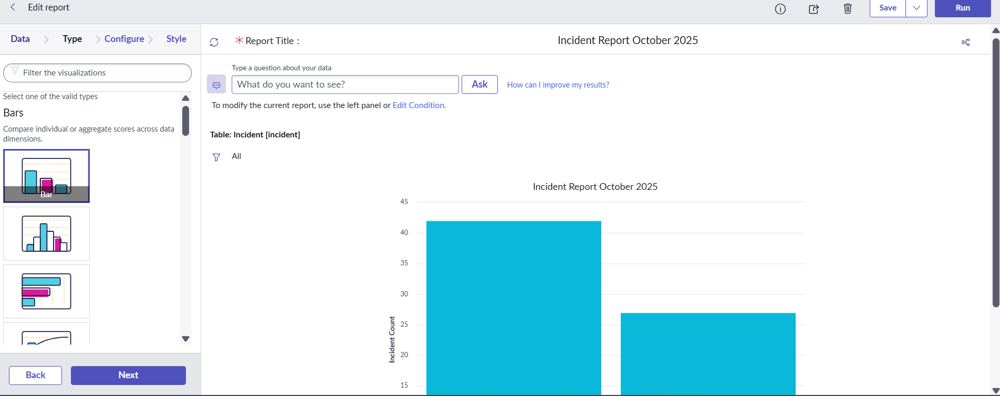 Edit report
Save
Run
Data
Type
Configure
Style
Report Title :
Incident Report October 2025
Filter the visualizations
Select one of the valid types
Bars
Compare individual or aggregate scores across data
dimensions.
Bar
Back
Next
Type a question about your data
What do you want to see?
Ask
How can I improve my results?
To modify the current report, use the left panel or Edit Condition.
Table: Incident [incident]
All
Incident Report October 2025
45
40
35
30
25
20
15
Incident Count